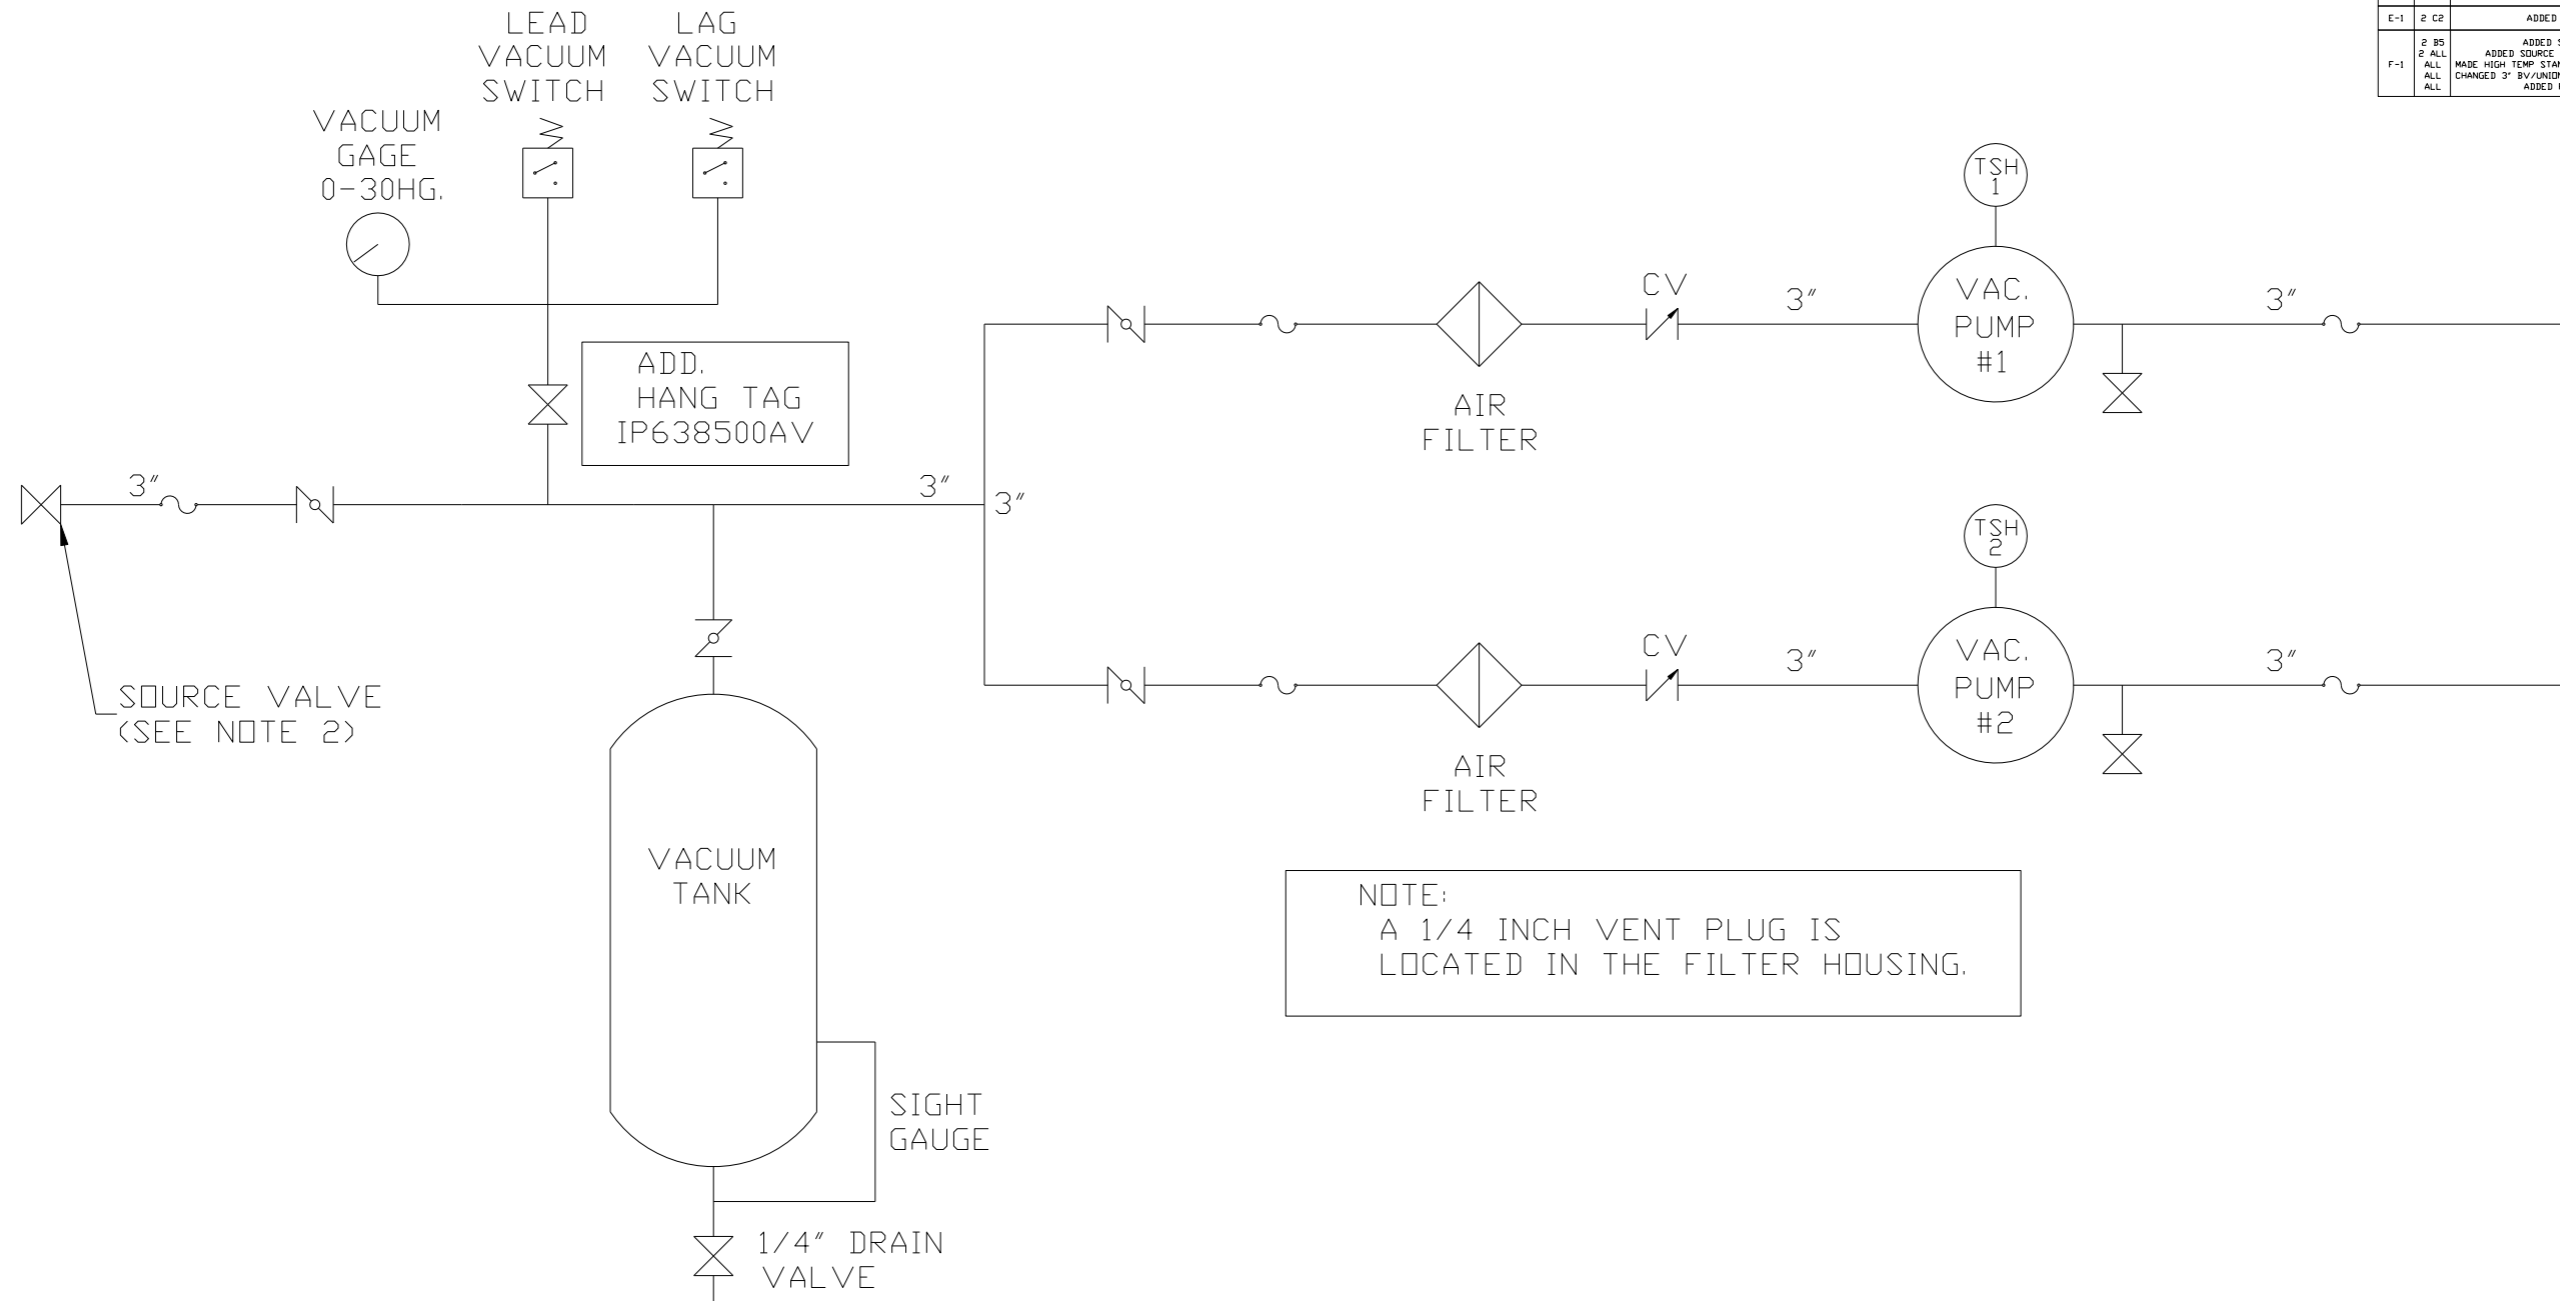 LEAD
VACUUM
SWITCH
LAG
VACUUM
SWITCH
VACUUM
GAGE
0-30HG.
ADD.
HANG TAG
IP638500AV
3"
3"
3"
SOURCE VALVE
(SEE NOTE 2)
VACUUM
TANK
SIGHT
GAUGE
1/4" DRAIN
VALVE
AIR
FILTER
CV
3"
TSH
1
VAC.
PUMP
#1
3"
AIR
FILTER
CV
3"
TSH
2
VAC.
PUMP
#2
3"
NOTE:
A 1/4 INCH VENT PLUG IS
LOCATED IN THE FILTER HOUSING.
E-1 2 C2 ADDED
F-1
2 B5 ADDED
2 ALL ADDED SOURCE
ALL MADE HIGH TEMP
ALL CHANGED 3" BV/UNION
ALL ADDED